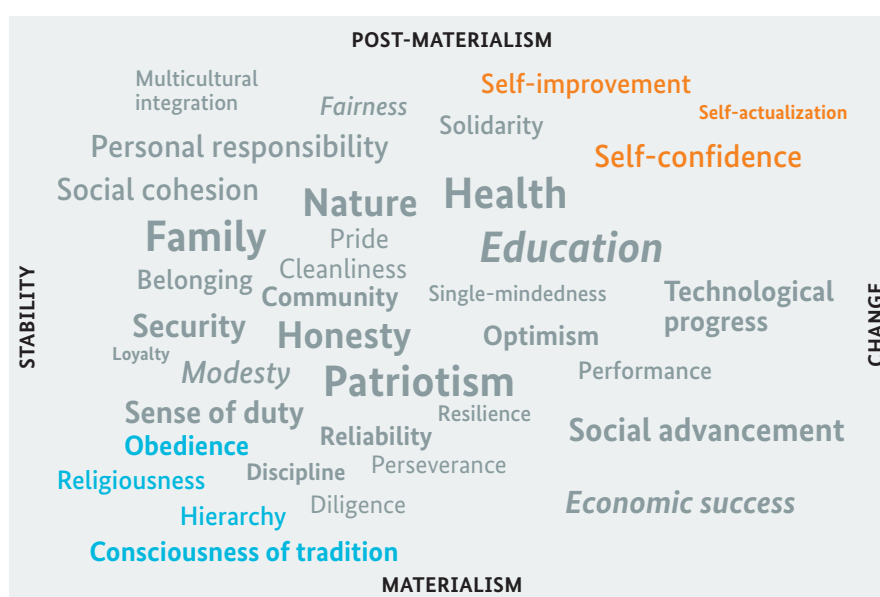 POST-MATERIALISM
Multicultural
integration
Self-improvement
Fairness
Self-actualization
Solidarity
Personal responsibility
Self-confidence
Social cohesion
Nature
Health
Family
Pride
Education
Belonging
Cleanliness
Community
Single-mindedness
Technological
progress
STABILITY
CHANGE
Security
Honesty
Optimism
Loyalty
Modesty
Patriotism
Performance
Sense of duty
Resilience
Obedience
Reliability
Social advancement
Religiousness
Discipline
Perseverance
Hierarchy
Diligence
Economic success
Consciousness of tradition
MATERIALISM